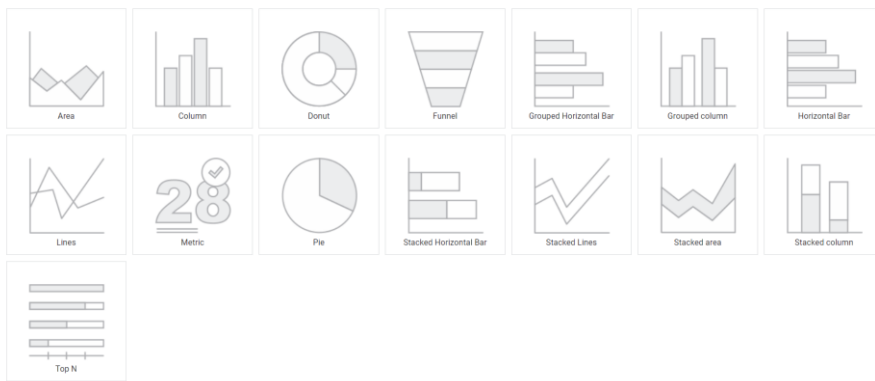 Area
Column
Donut
Funnel
Grouped Horizontal Bar
Grouped column
Horizontal Bar
Lines
28
Metric
Pie
Stacked Horizontal Bar
Stacked Lines
Stacked area
Stacked column
Top N